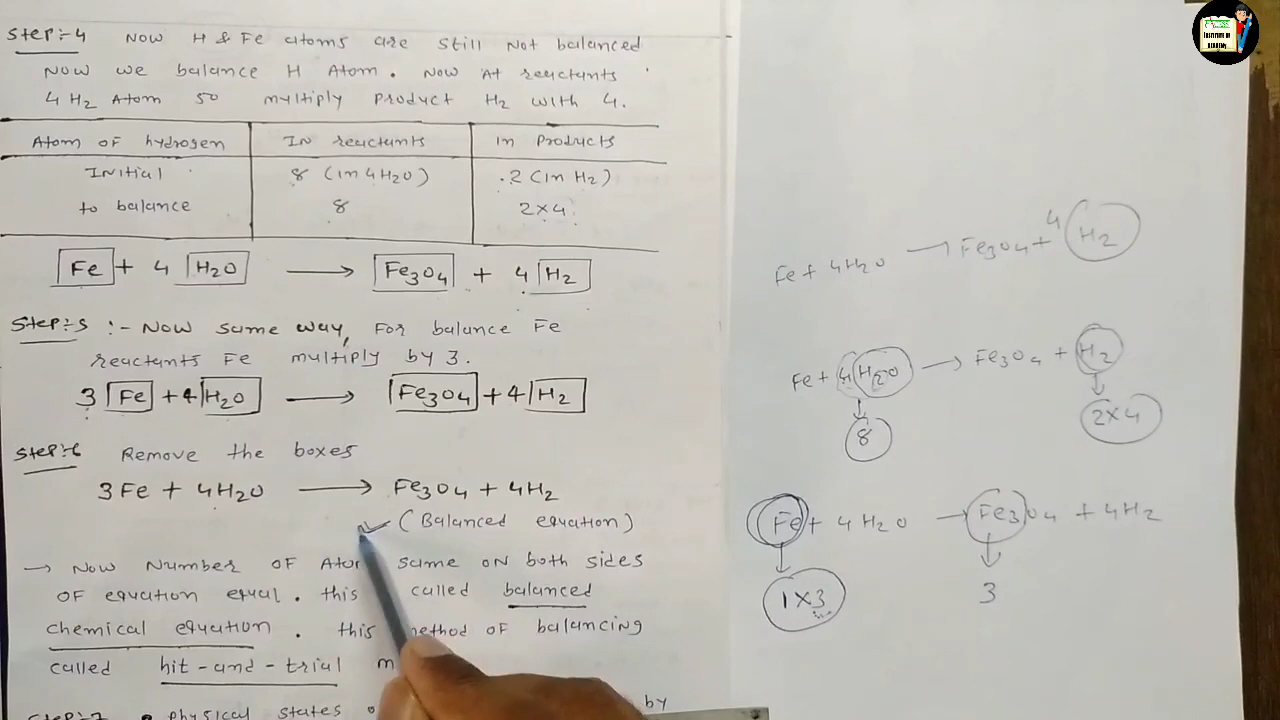 Step:-4 Now H & Fe atoms are still Not balanced
Now we balance H Atom. Now At reactants
4H₂ Atom so multiply product H₂ with 4.
Atom of hydrogen | In reactants | In products
Initial | 8 (in 4H₂O) | 2 (in H₂)
to balance | 8 | 2×4
Fe + 4 H₂O → Fe₃O₄ + 4 H₂
Step:-5 :- Now same way, For balance Fe
reactants Fe multiply by 3.
3 Fe + 4 H₂O → Fe₃O₄ + 4 H₂
Step:-6 Remove the boxes
3Fe + 4H₂O → Fe₃O₄ + 4H₂
(Balanced equation)
→ Now Number of same on both sides
of equation equal. this called balanced
chemical equation. this of balancing
called hit-and-trial
physical states by
Fe + 4H₂O → Fe₃O₄ + 4 H₂
Fe + 4 H₂O → Fe₃O₄ + H₂
8 2×4
Fe + 4H₂O → Fe₃O₄ + 4H₂
1×3 3